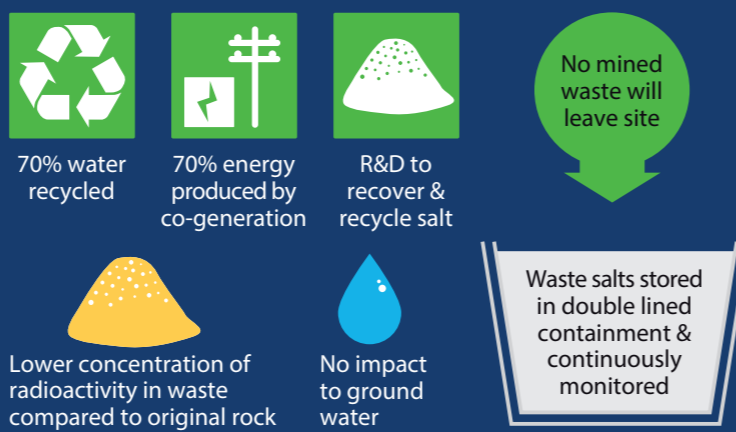 70% water
recycled
70% energy
produced by
co-generation
R&D to
recover &
recycle salt
No mined
waste will
leave site
Lower concentration of
radioactivity in waste
compared to original rock
No impact
to ground
water
Waste salts stored
in double lined
containment &
continuously
monitored